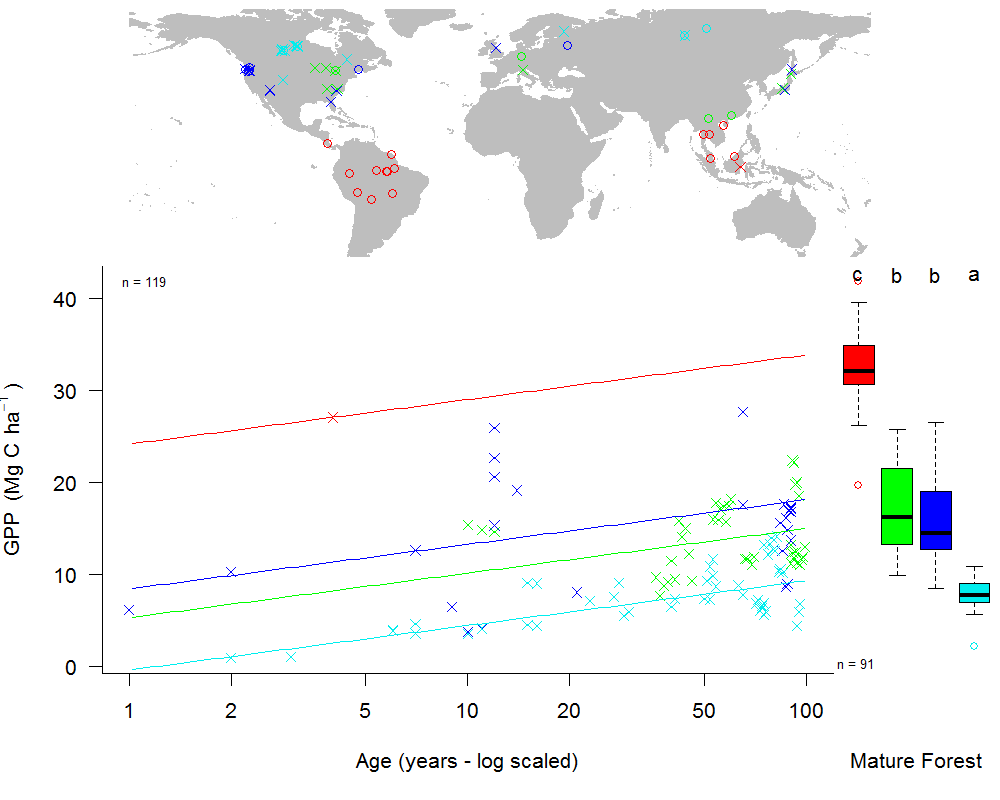 n = 119
c b b a
40
30
20
10
0
GPP (Mg C ha⁻¹)
n = 91
1 2 5 10 20 50 100
Age (years - log scaled)
Mature Forest